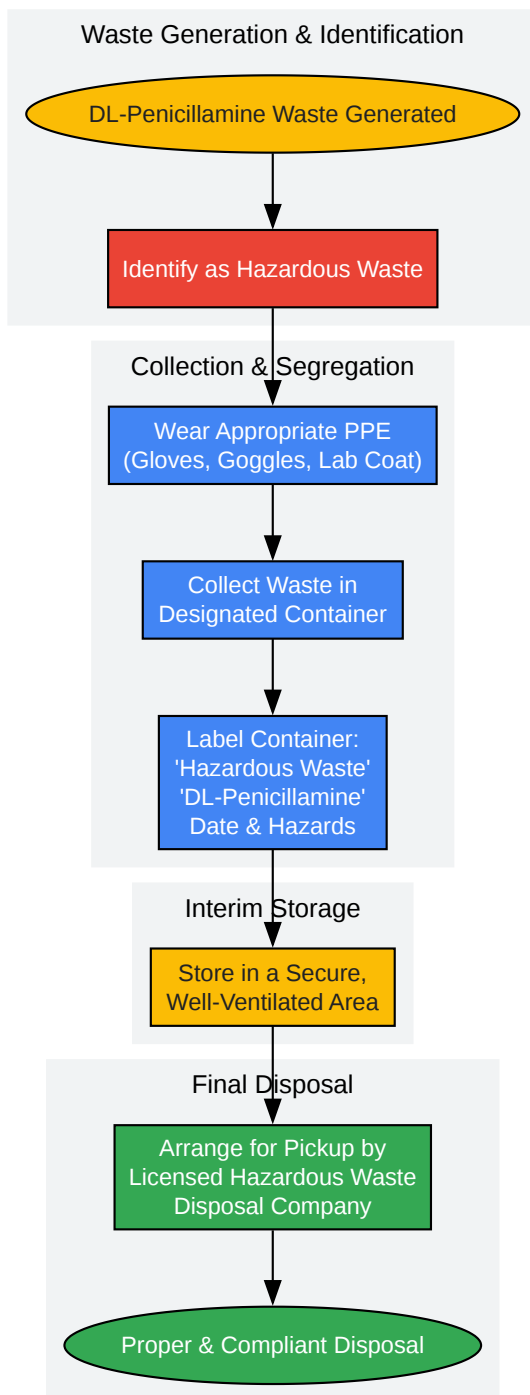 Waste Generation & Identification
DL-Penicillamine Waste Generated
Identify as Hazardous Waste
Collection & Segregation
Wear Appropriate PPE
(Gloves, Goggles, Lab Coat)
Collect Waste in
Designated Container
Label Container:
'Hazardous Waste'
'DL-Penicillamine'
Date & Hazards
Interim Storage
Store in a Secure,
Well-Ventilated Area
Final Disposal
Arrange for Pickup by
Licensed Hazardous Waste
Disposal Company
Proper & Compliant Disposal